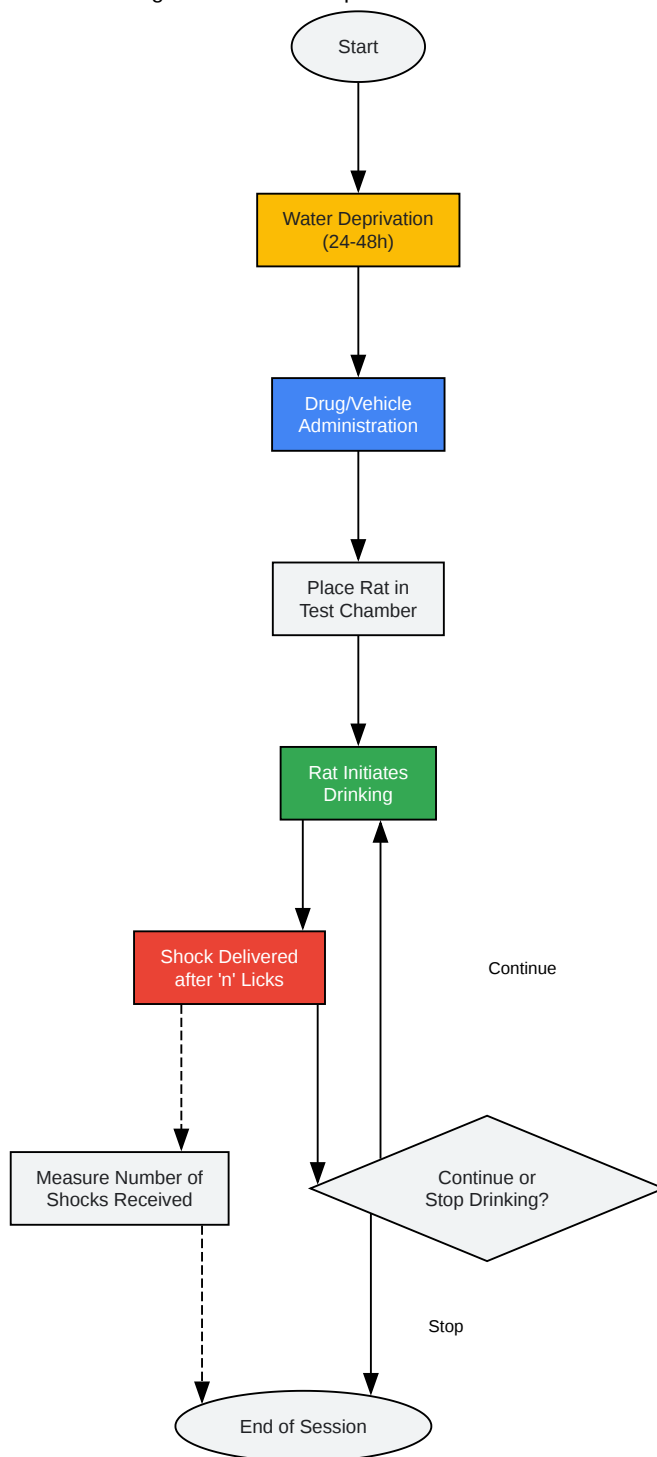 Start
Water Deprivation
(24-48h)
Drug/Vehicle
Administration
Place Rat in
Test Chamber
Rat Initiates
Drinking
Shock Delivered
after 'n' Licks
Continue
Measure Number of
Shocks Received
Continue or
Stop Drinking?
Stop
End of Session